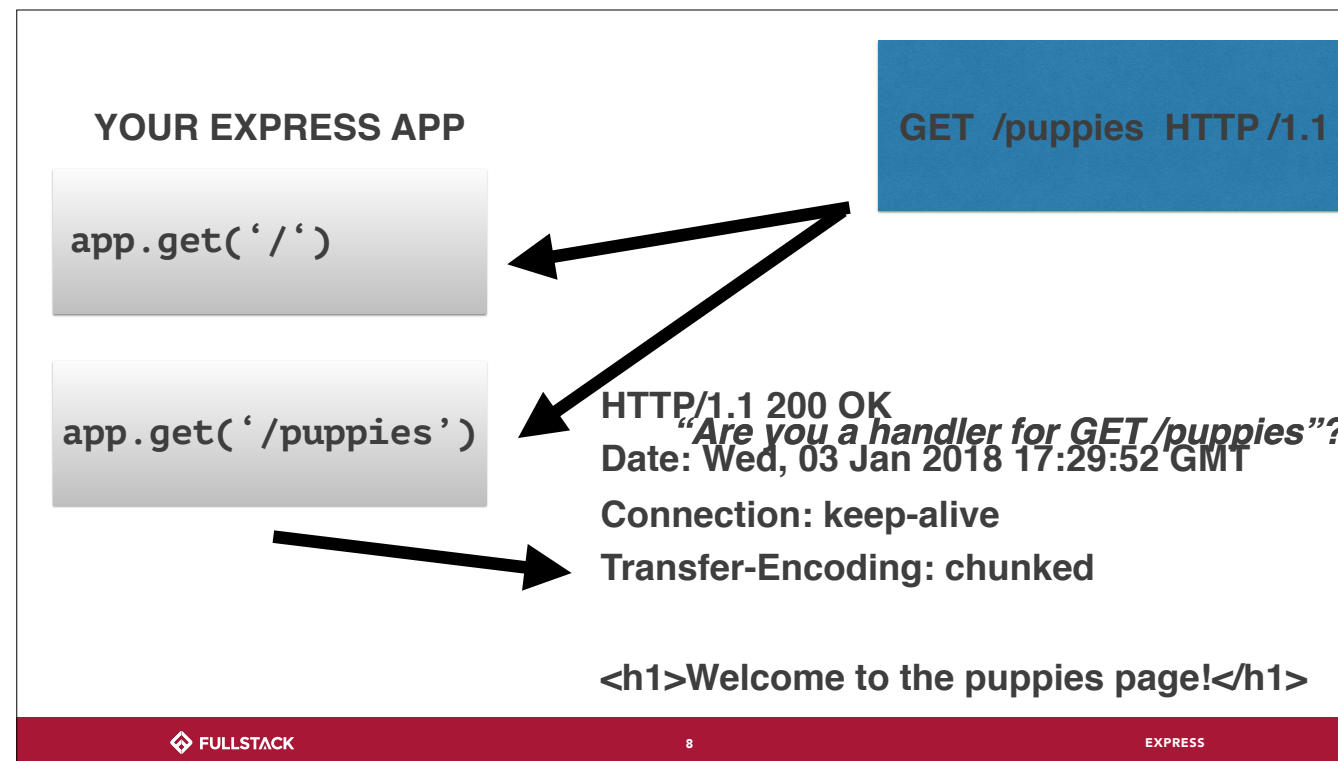 YOUR EXPRESS APP
GET /puppies HTTP /1.1
app.get(‘/‘)
app.get(‘/puppies’)
HTTP/1.1 200 OK
“Are you a handler for GET /puppies”?
Date: Wed, 03 Jan 2018 17:29:52 GMT
Connection: keep-alive
Transfer-Encoding: chunked
<h1>Welcome to the puppies page!</h1>
FULLSTACK
8
EXPRESS